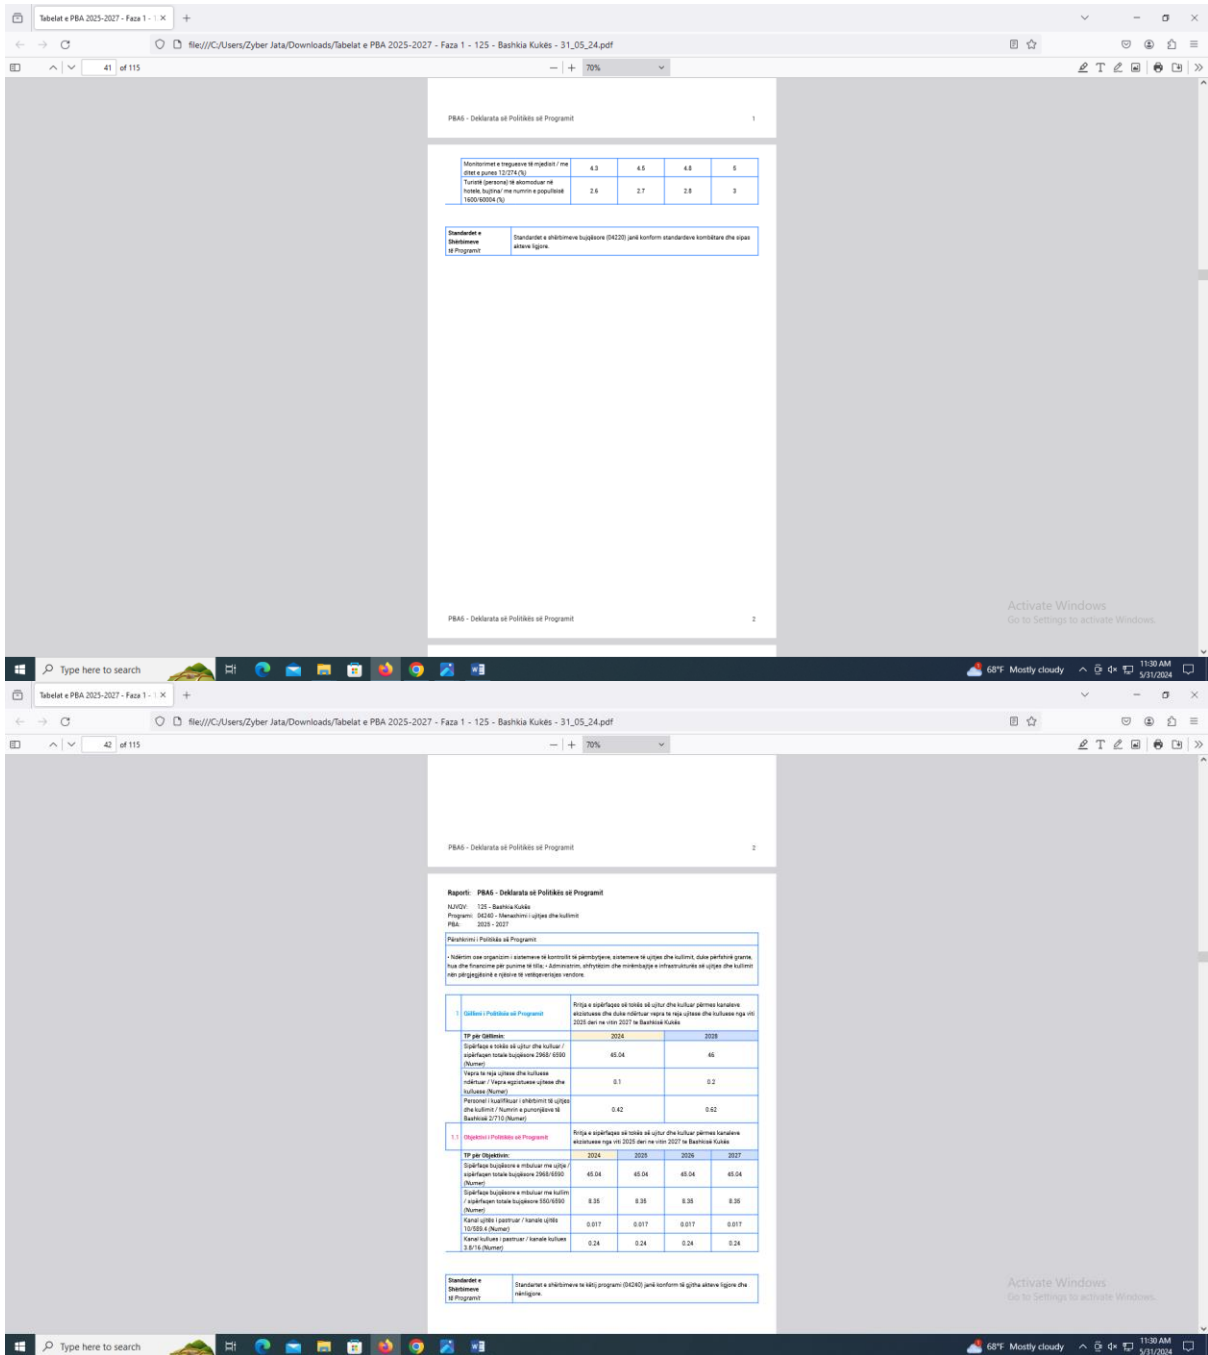 Tabelat e PBA 2025-2027 - Faza 1 -
file:///C:/Users/Zyber Jata/Downloads/Tabelat e PBA 2025-2027 - Faza 1 - 125 - Bashkia Kukës - 31_05_24.pdf
41 of 115
70%
PBA6 - Deklarata së Politikës së Programit 1
Monitorimet e treguesve të mjedisit / me
ditet e punes 12/274 (%) 4.3 4.5 4.8 5
Turistë (persona) të akomoduar në
hotele, bujtina/ me numrin e popullsisë
1600/60004 (%) 2.6 2.7 2.8 3
Standardet e
Shërbimeve
të Programit
Standardet e shërbimeve bujqësore (04220) janë konform standardeve kombëtare dhe sipas
akteve ligjore.
PBA6 - Deklarata së Politikës së Programit 2
Activate Windows
Go to Settings to activate Windows.
Type here to search
68°F Mostly cloudy
11:30 AM
5/31/2024
Tabelat e PBA 2025-2027 - Faza 1 -
file:///C:/Users/Zyber Jata/Downloads/Tabelat e PBA 2025-2027 - Faza 1 - 125 - Bashkia Kukës - 31_05_24.pdf
42 of 115
70%
PBA6 - Deklarata së Politikës së Programit 2
Raporti: PBA6 - Deklarata së Politikës së Programit
NJVQV: 125 - Bashkia Kukës
Programi: 04240 - Menaxhimi i ujitjes dhe kullimit
PBA: 2025 - 2027
Përshkrimi i Politikës së Programit
• Ndërtim ose organizim i sistemeve të kontrollit të përmbytjeve, sistemeve të ujitjes dhe kullimit, duke përfshirë grante,
hua dhe financime për punime të tilla; • Administrim, shfrytëzim dhe mirëmbajtje e infrastrukturës së ujitjes dhe kullimit
nën përgjegjësinë e njësive të vetëqeverisjes vendore.
1 Qëllimi i Politikës së Programit
Rritja e sipërfaqes së tokës së ujitur dhe kulluar përmes kanaleve
ekzistuese dhe duke ndërtuar vepra te reja ujitese dhe kulluese nga viti
2025 deri ne vitin 2027 te Bashkisë Kukës
TP për Qëllimin: 2024 2028
Sipërfaqe e tokës së ujitur dhe kulluar /
sipërfaqen totale bujqësore 2968/ 6590
(Numer) 45.04 46
Vepra te reja ujitese dhe kulluese
ndërtuar / Vepra egzistuese ujitese dhe
kulluese (Numer) 0.1 0.2
Personel i kualifikuar i shërbimit të ujitjes
dhe kullimit / Numrin e punonjësve të
Bashkisë 2/710 (Numer) 0.42 0.62
1.1 Objektivi i Politikës së Programit
Rritja e sipërfaqes së tokës së ujitur dhe kulluar përmes kanaleve
ekzistuese nga viti 2025 deri ne vitin 2027 te Bashkisë Kukës
TP për Objektivin: 2024 2025 2026 2027
Sipërfaqe bujqësore e mbuluar me ujitje /
sipërfaqen totale bujqësore 2968/6590
(Numer) 45.04 45.04 45.04 45.04
Sipërfaqe bujqësore e mbuluar me kullim
/ sipërfaqen totale bujqësore 550/6590
(Numer) 8.35 8.35 8.35 8.35
Kanal ujitës i pastruar / kanale ujitës
10/589.4 (Numer) 0.017 0.017 0.017 0.017
Kanal kullues i pastruar / kanale kullues
3.8/16 (Numer) 0.24 0.24 0.24 0.24
Standardet e
Shërbimeve
të Programit
Standartet e shërbimeve te këtij programi (04240) janë konform të gjitha akteve ligjore dhe
nënligjore.
Activate Windows
Go to Settings to activate Windows.
Type here to search
68°F Mostly cloudy
11:30 AM
5/31/2024